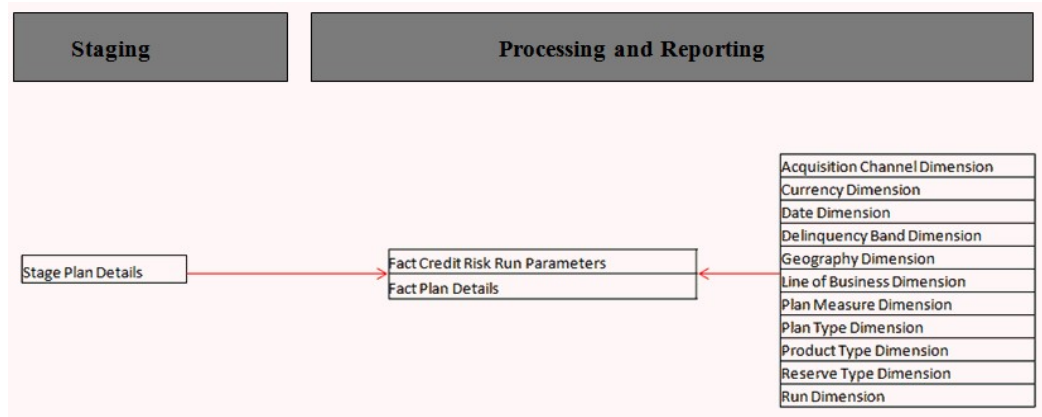 Staging
Processing and Reporting
Stage Plan Details
Fact Credit Risk Run Parameters
Fact Plan Details
Acquisition Channel Dimension
Currency Dimension
Date Dimension
Delinquency Band Dimension
Geography Dimension
Line of Business Dimension
Plan Measure Dimension
Plan Type Dimension
Product Type Dimension
Reserve Type Dimension
Run Dimension